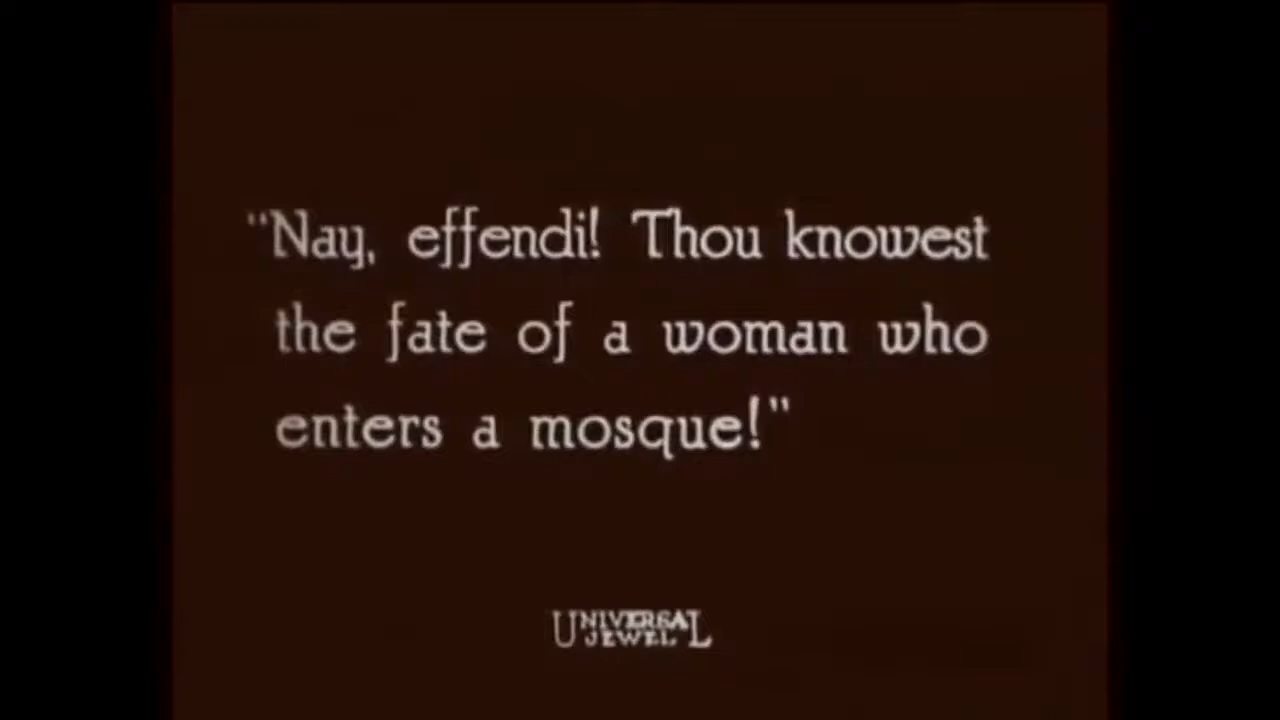 "Nay, effendi! Thou knowest
the fate of a woman who
enters a mosque!"
UNIVERSAL
JEWEL